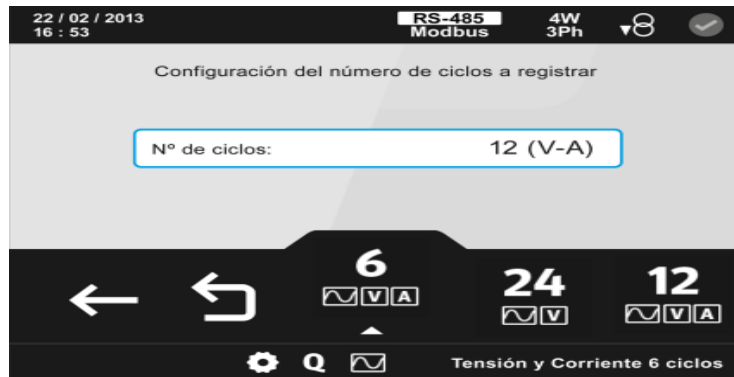 22 / 02 / 2013
16 : 53
RS-485
Modbus
4W
3Ph
Configuración del número de ciclos a registrar
Nº de ciclos: 12 (V-A)
6
V A
24
V
12
V A
Q
Tensión y Corriente 6 ciclos